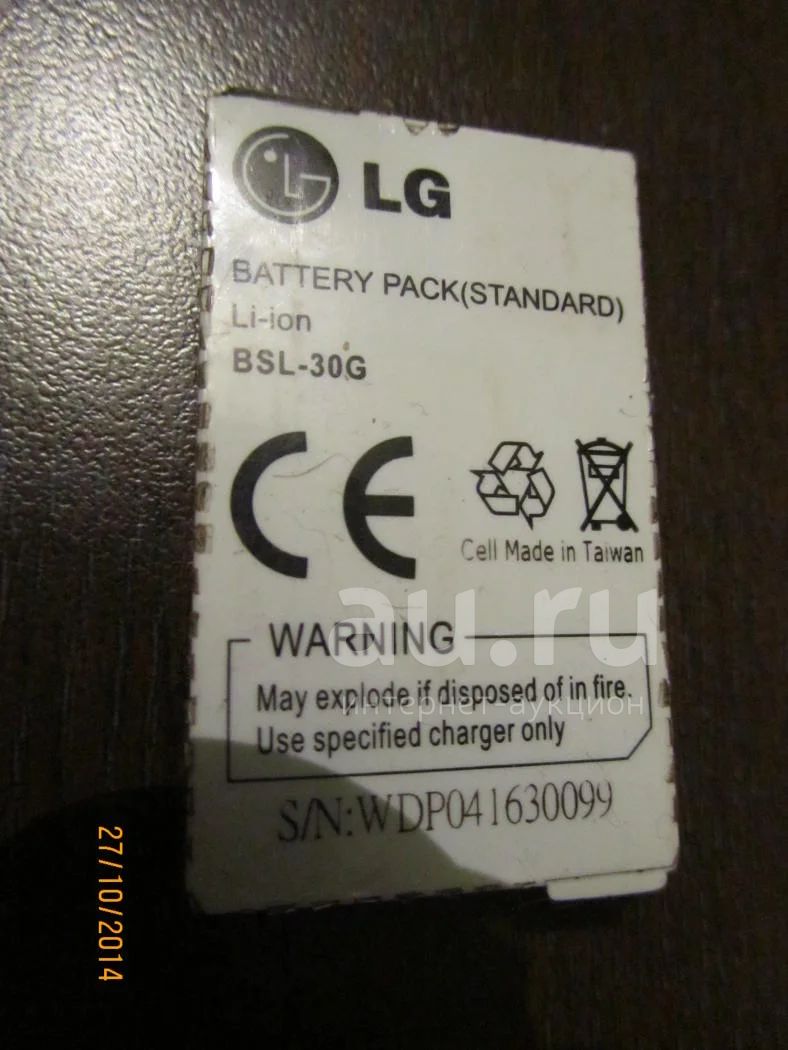 LG
BATTERY PACK(STANDARD)
Li-ion
BSL-30G
CE
Cell Made in Taiwan
WARNING
May explode if disposed of in fire.
Use specified charger only
S/N:WDP041630099
au.ru
интернет-аукцион
27/10/2014